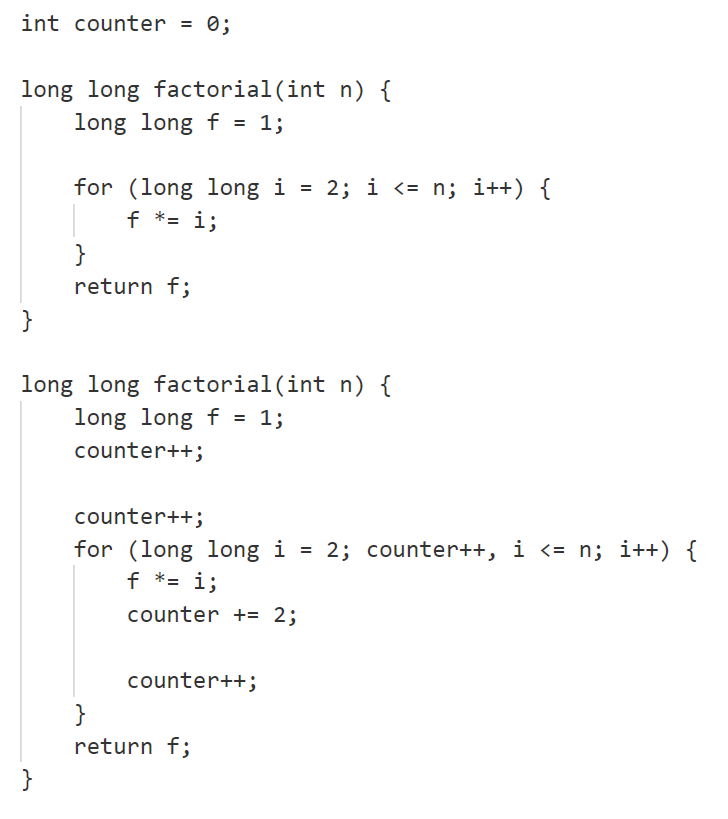 int counter = 0;

long long factorial(int n) {
    long long f = 1;

    for (long long i = 2; i <= n; i++) {
        f *= i;
    }
    return f;
}

long long factorial(int n) {
    long long f = 1;
    counter++;

    counter++;
    for (long long i = 2; counter++, i <= n; i++) {
        f *= i;
        counter += 2;

        counter++;
    }
    return f;
}